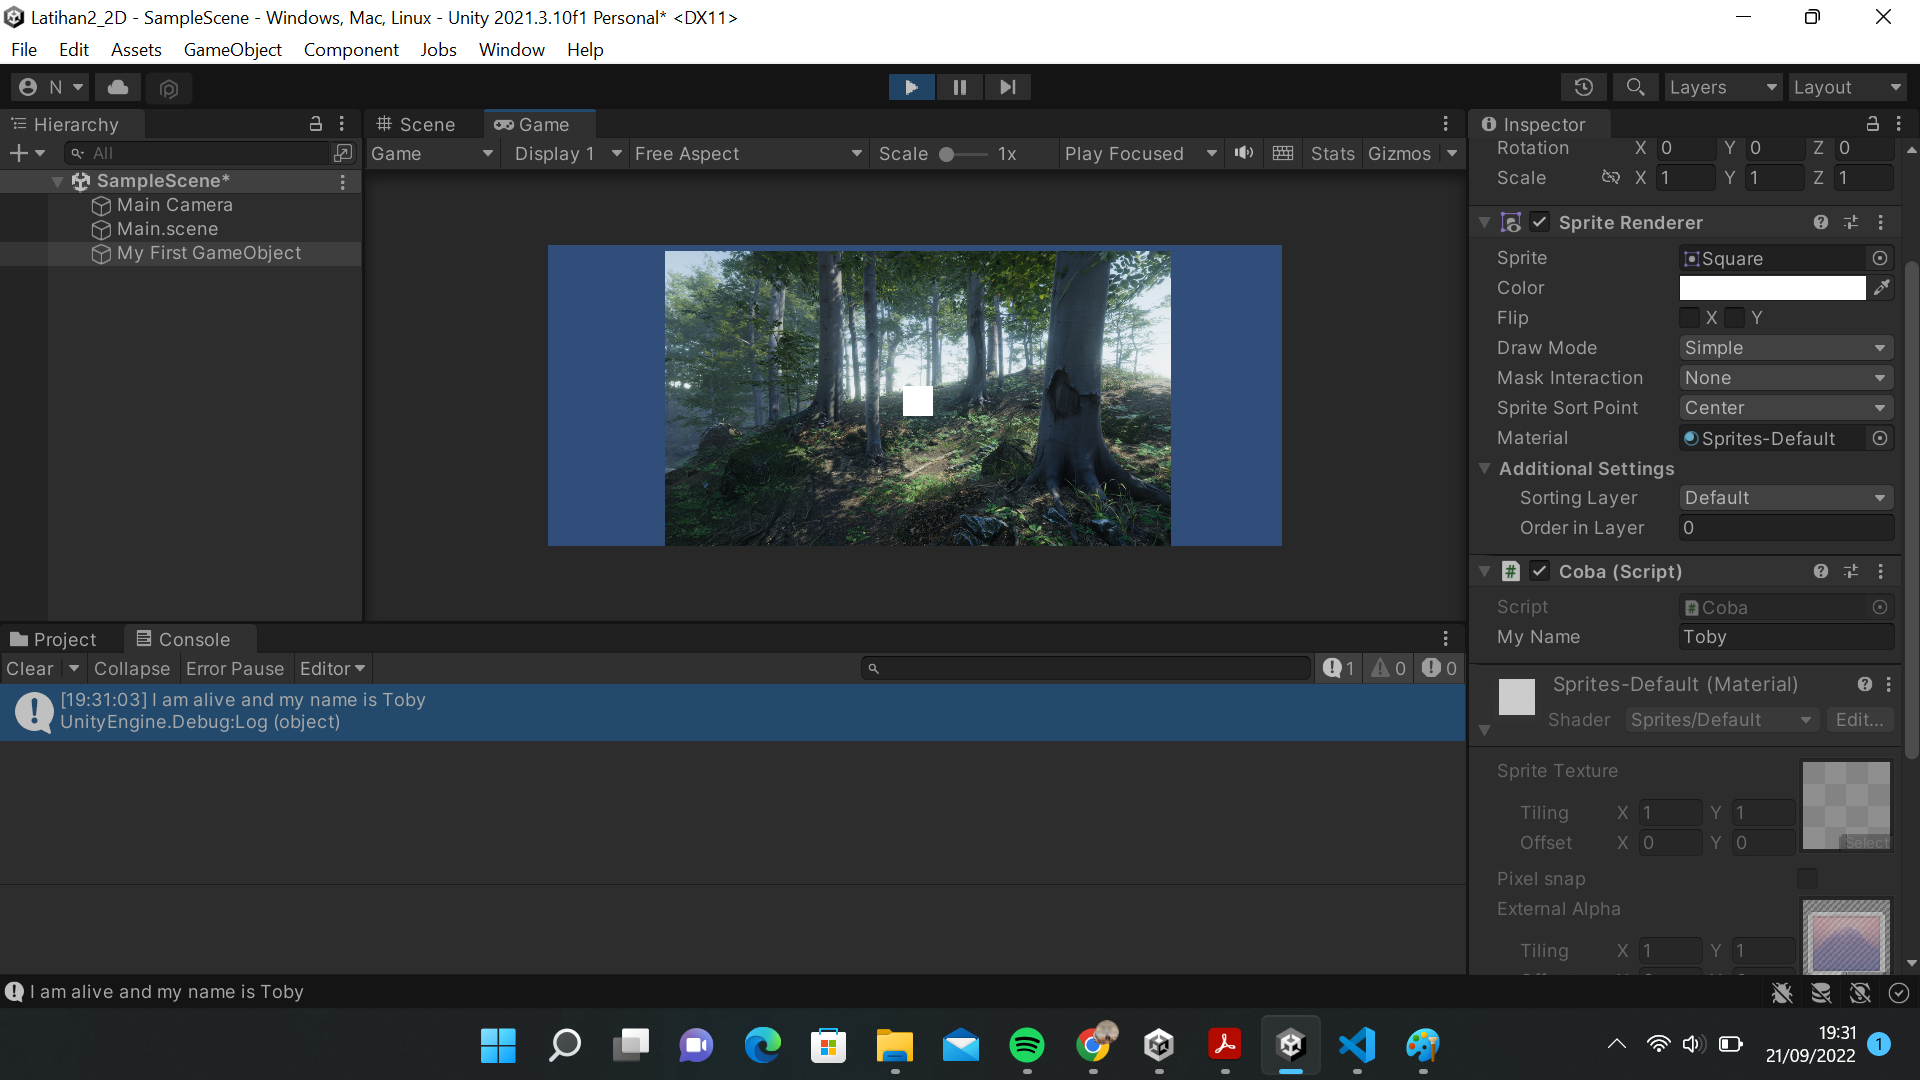 Latihan2_2D - SampleScene - Windows, Mac, Linux - Unity 2021.3.10f1 Personal* <DX11>
File Edit Assets GameObject Component Jobs Window Help
N Layers Layout
Hierarchy
All
SampleScene*
Main Camera
Main.scene
My First GameObject
Scene Game
Game Display 1 Free Aspect Scale 1x Play Focused Stats Gizmos
Inspector
Rotation X 0 Y 0 Z 0
Scale X 1 Y 1 Z 1
Sprite Renderer
Sprite Square
Color
Flip X Y
Draw Mode Simple
Mask Interaction None
Sprite Sort Point Center
Material Sprites-Default
Additional Settings
Sorting Layer Default
Order in Layer 0
# Coba (Script)
Script # Coba
My Name Toby
Sprites-Default (Material)
Shader Sprites/Default Edit...
Sprite Texture
Tiling X 1 Y 1
Offset X 0 Y 0
Select
Pixel snap
External Alpha
Tiling X 1 Y 1
Project Console
Clear Collapse Error Pause Editor 1 0 0
[19:31:03] I am alive and my name is Toby
UnityEngine.Debug:Log (object)
I am alive and my name is Toby
19:31
21/09/2022 1